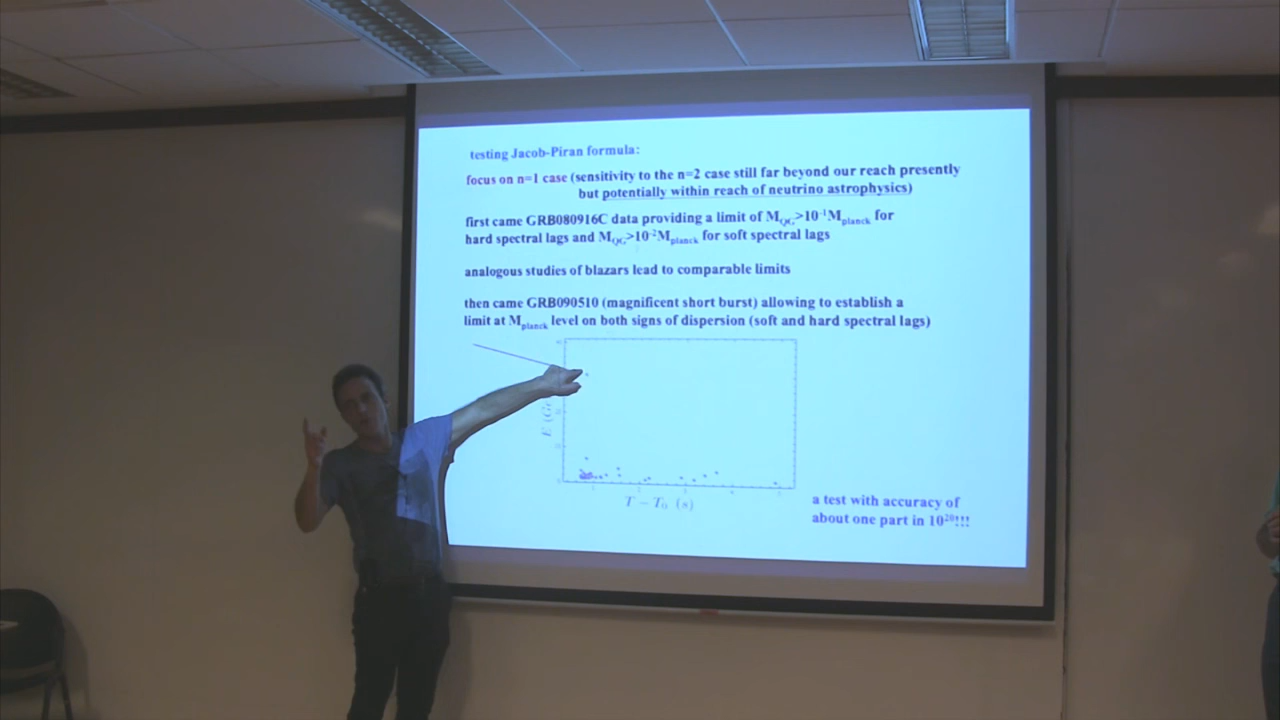 testing Jacob-Piran formula:
focus on n=1 case (sensitivity to the n=2 case still far beyond our reach presently
but potentially within reach of neutrino astrophysics)
first came GRB080916C data providing a limit of M_QG>10⁻¹M_planck for
hard spectral lags and M_QG>10⁻²M_planck for soft spectral lags
analogous studies of blazars lead to comparable limits
then came GRB090510 (magnificent short burst) allowing to establish a
limit at M_planck level on both signs of dispersion (soft and hard spectral lags)
E
T − T₀ (s)
a test with accuracy of
about one part in 10²⁰!!!